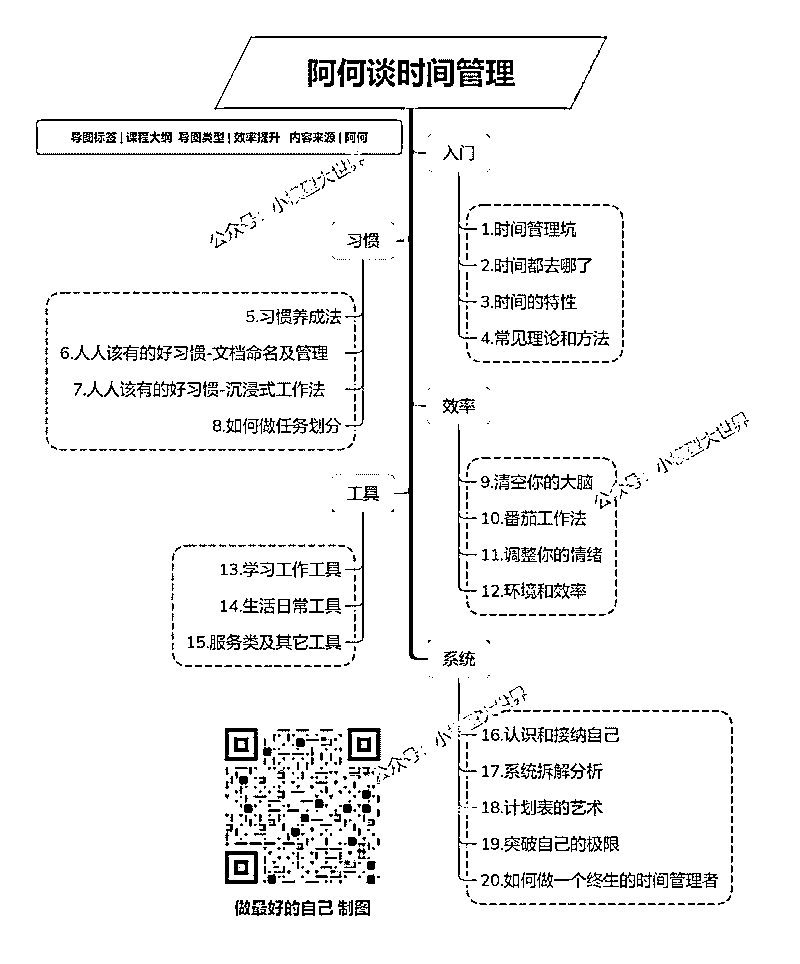 阿何谈时间管理
导图标签 | 课程大纲 导图类型 | 效率提升 内容来源 | 阿何
入门
1.时间管理坑
2.时间都去哪了
3.时间的特性
4.常见理论和方法
习惯
5.习惯养成法
6.人人该有的好习惯-文档命名及管理
7.人人该有的好习惯-沉浸式工作法
8.如何做任务划分
效率
9.清空你的大脑
10.番茄工作法
11.调整你的情绪
12.环境和效率
工具
13.学习工作工具
14.生活日常工具
15.服务类及其它工具
系统
16.认识和接纳自己
17.系统拆解分析
18.计划表的艺术
19.突破自己的极限
20.如何做一个终生的时间管理者
做最好的自己 制图
公众号：小模型大世界
公众号：小模型大世界
公众号：小模型大世界